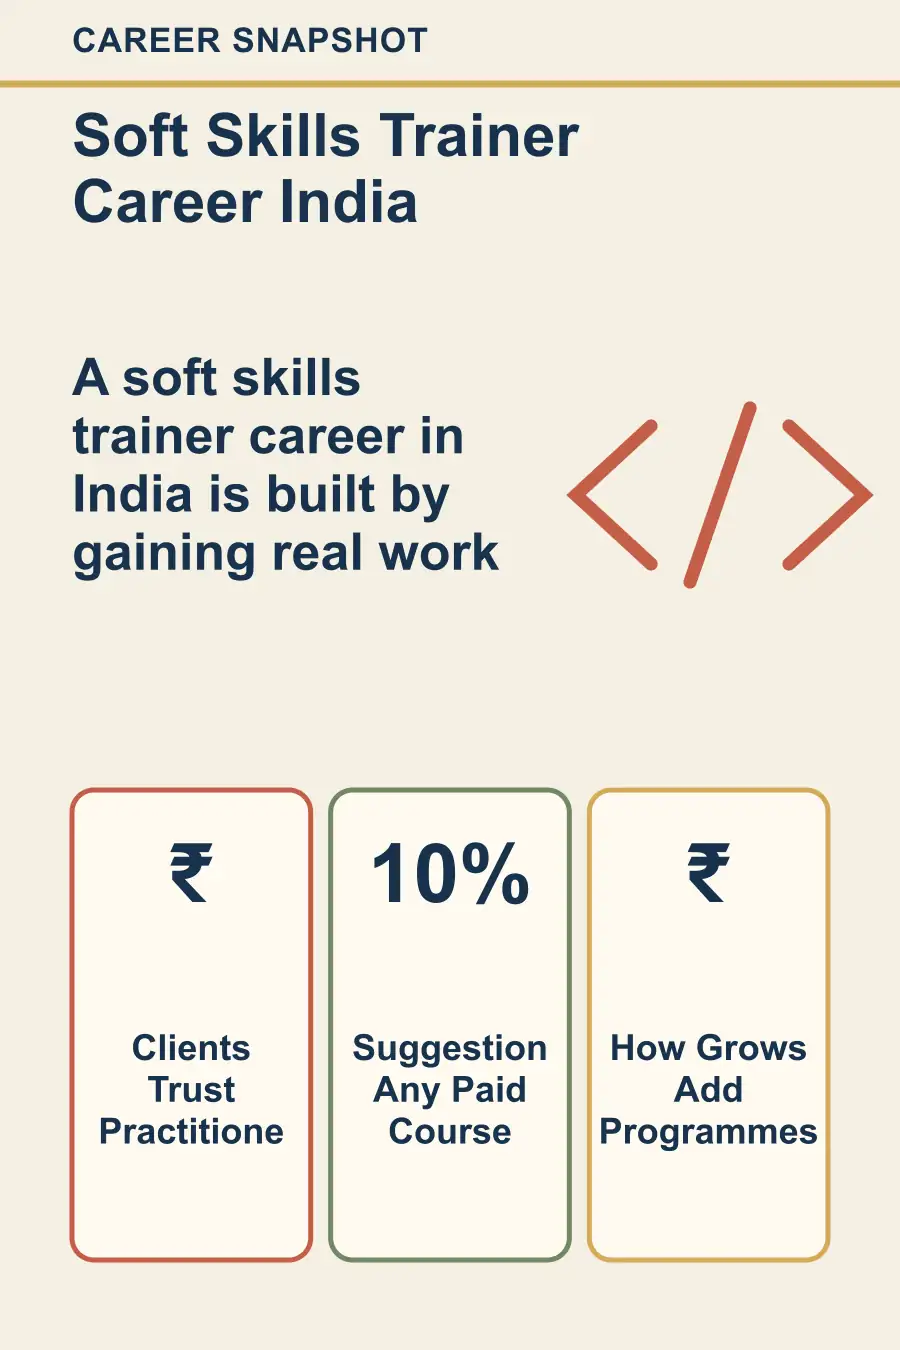 CAREER SNAPSHOT
Soft Skills Trainer
Career India
A soft skills
trainer career in
India is built by
gaining real work
₹
Clients
Trust
Practitione
10%
Suggestion
Any Paid
Course
₹
How Grows
Add
Programmes